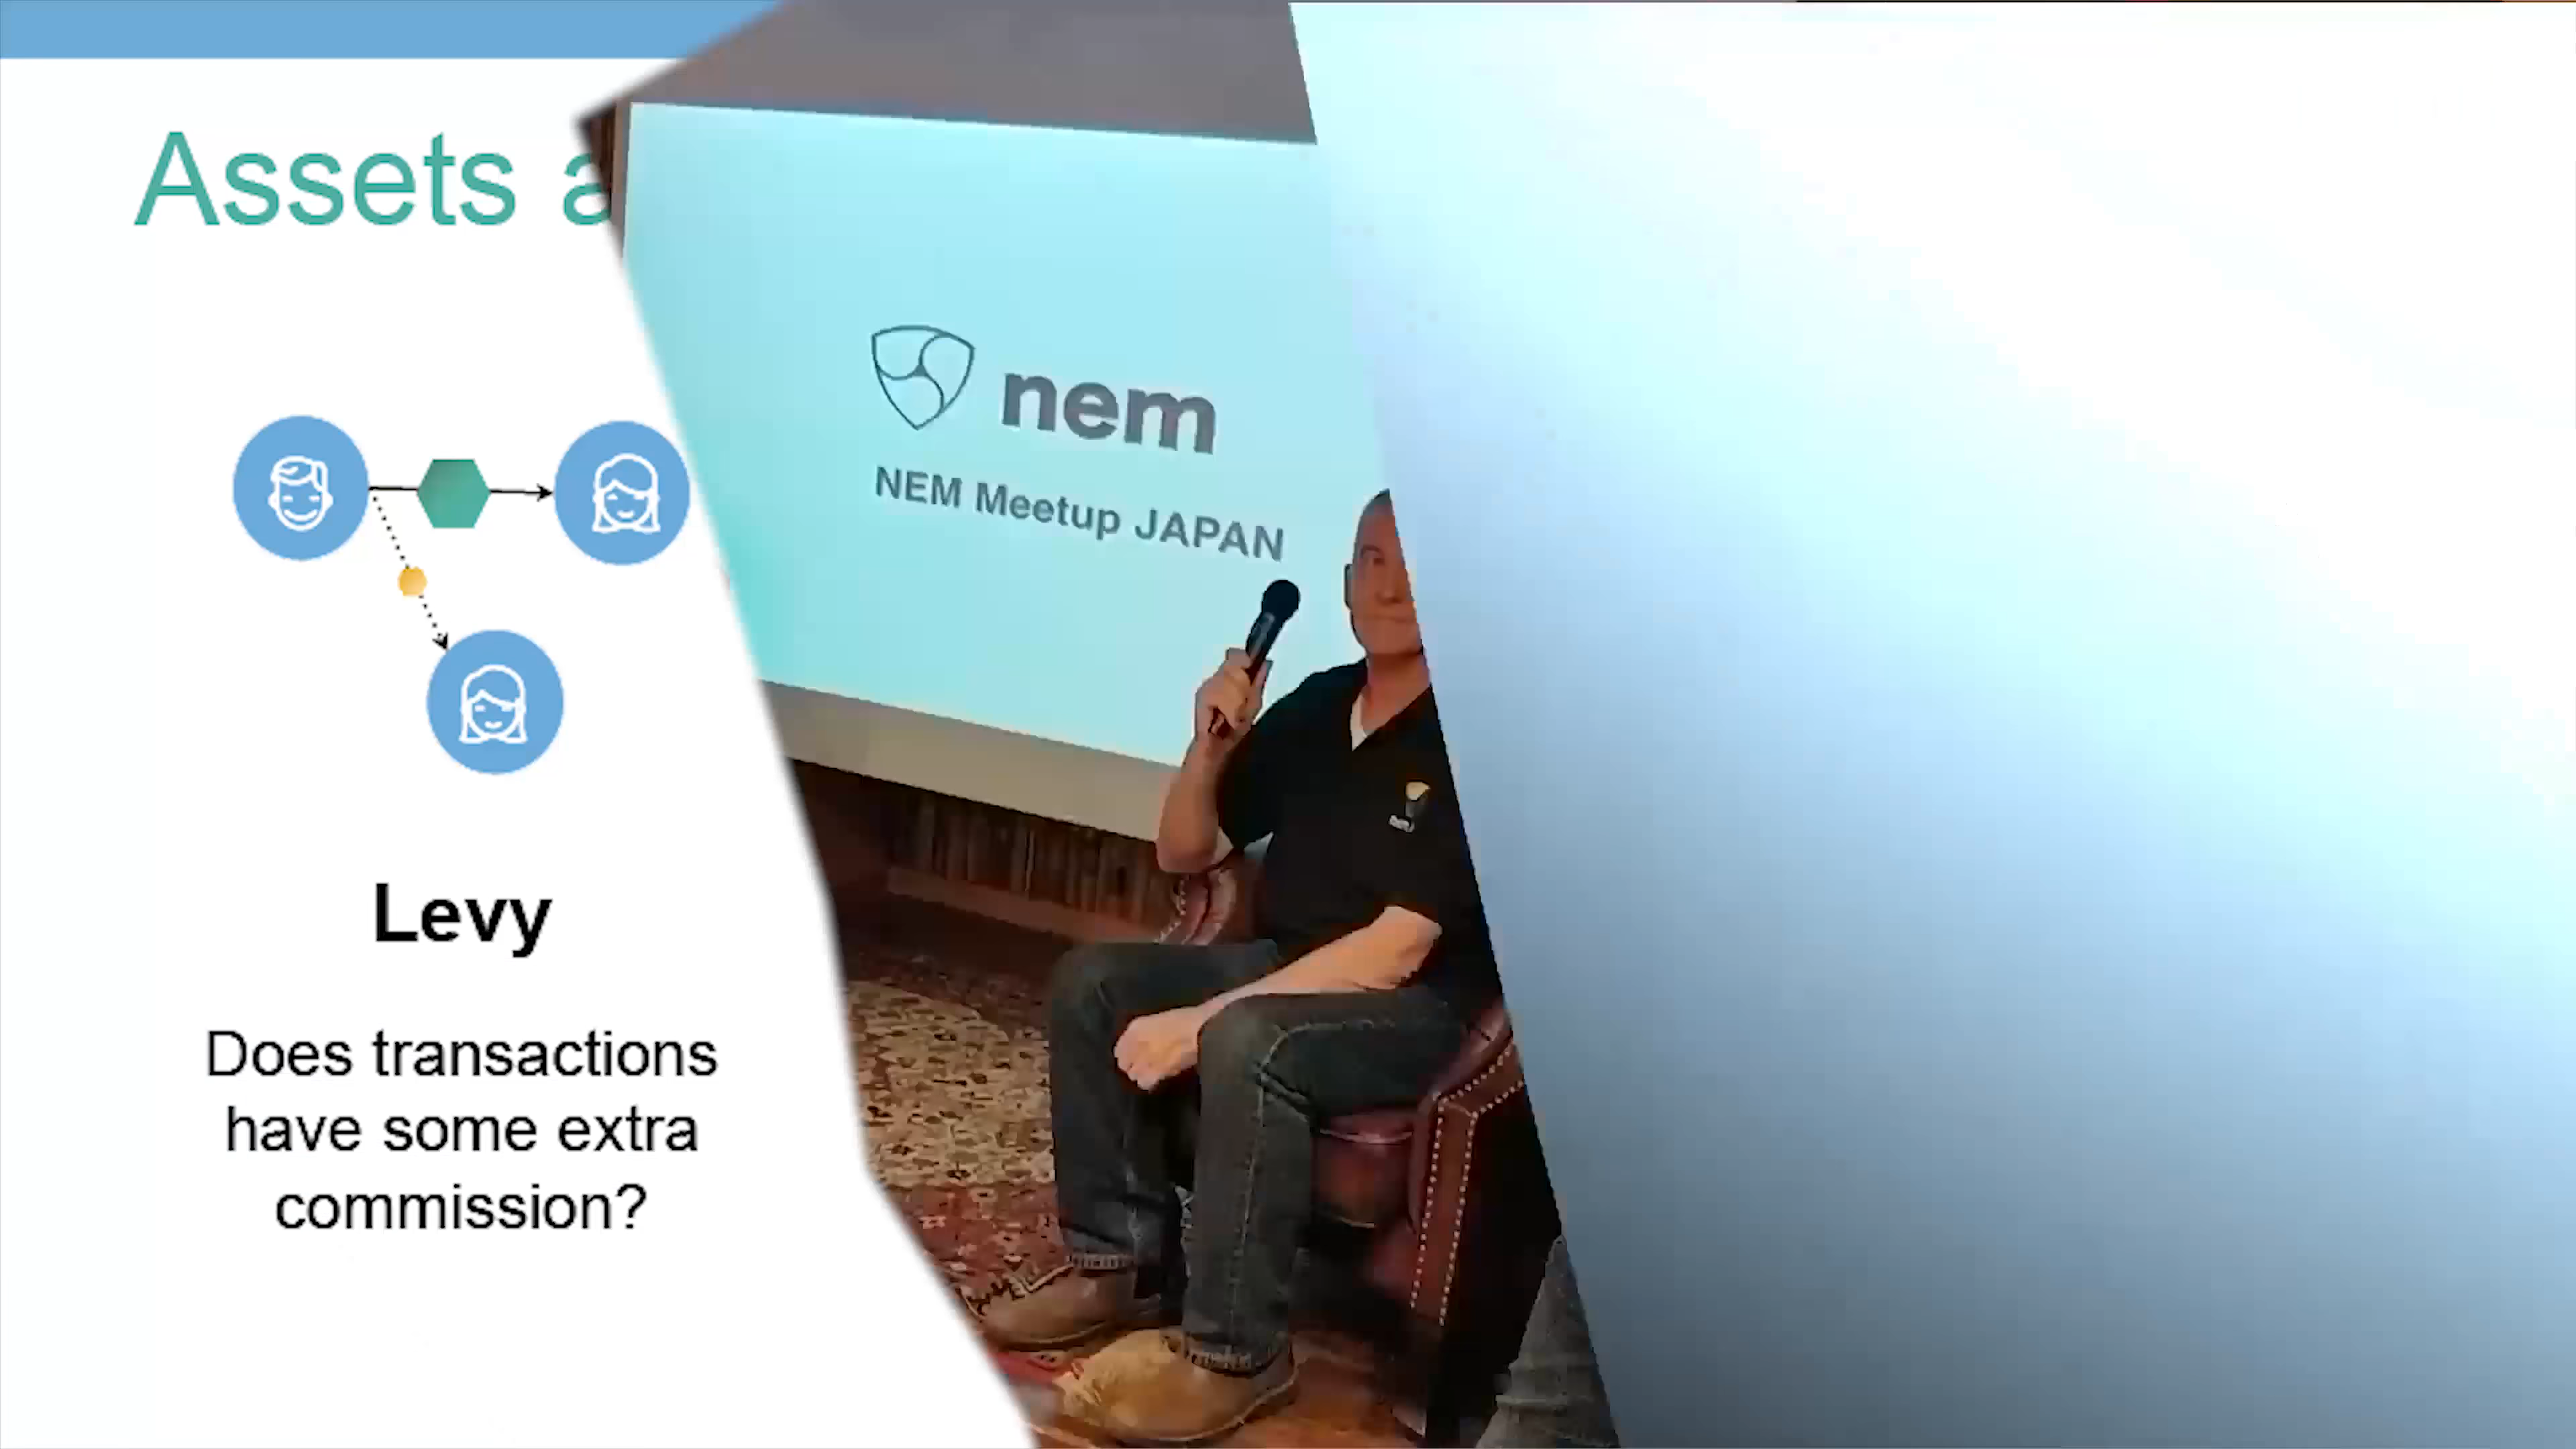 Assets a
nem
NEM Meetup JAPAN
Levy
Does transactions
have some extra
commission?